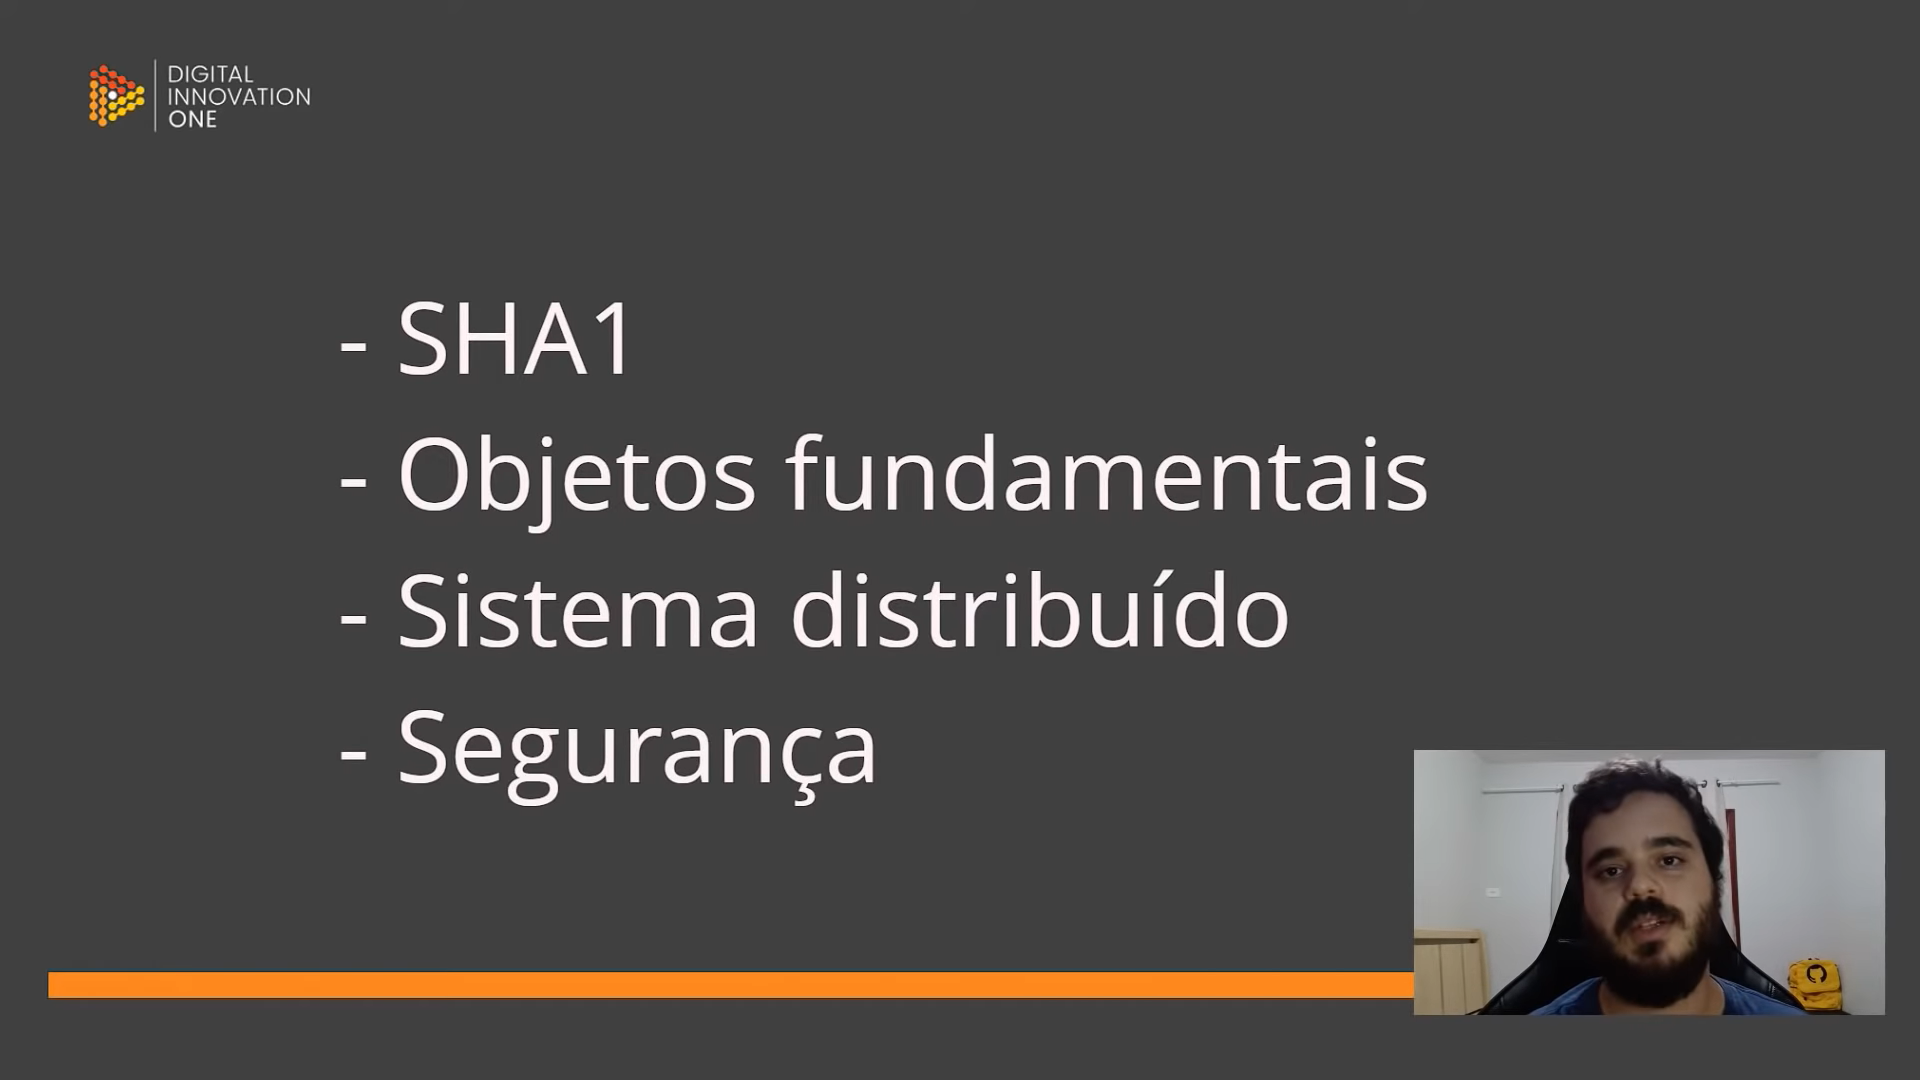 DIGITAL
INNOVATION
ONE
- SHA1
- Objetos fundamentais
- Sistema distribuído
- Segurança